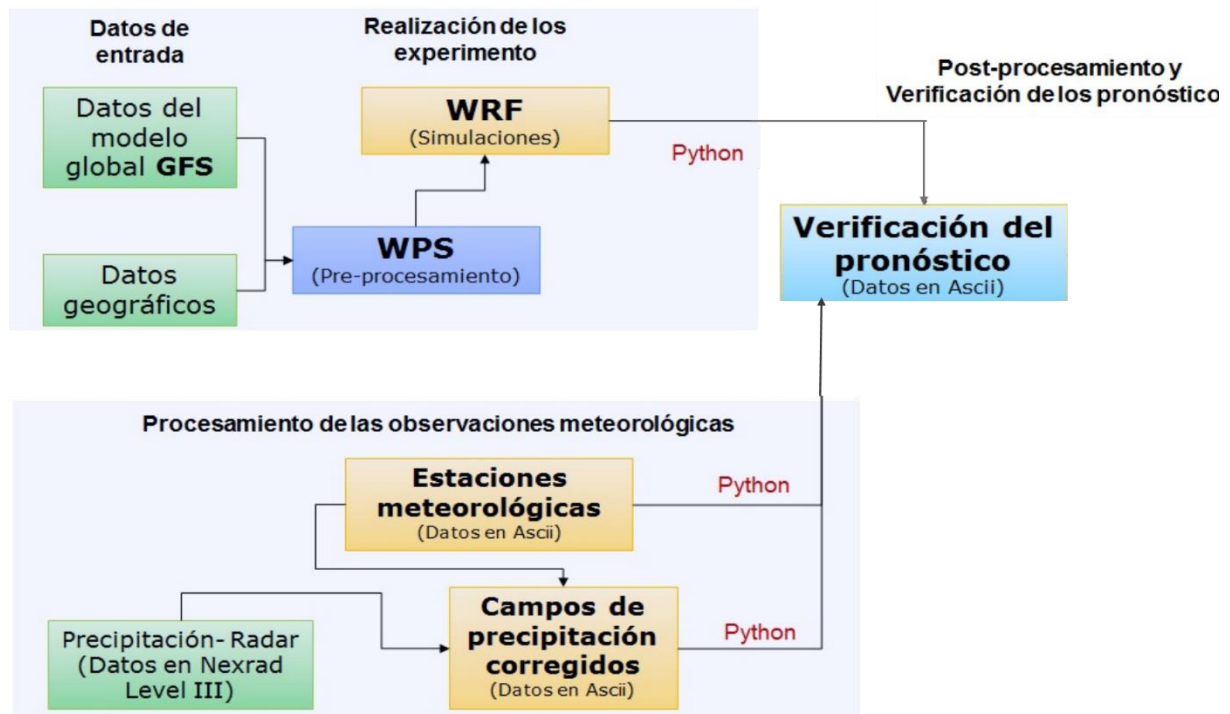 Datos de
entrada
Realización de los
experimento
Post-procesamiento y
Verificación de los pronóstico
Datos del
modelo
global GFS
WRF
(Simulaciones)
Python
Datos
geográficos
WPS
(Pre-procesamiento)
Verificación del
pronóstico
(Datos en Ascii)
Procesamiento de las observaciones meteorológicas
Estaciones
meteorológicas
(Datos en Ascii)
Python
Precipitación- Radar
(Datos en Nexrad
Level III)
Campos de
precipitación
corregidos
(Datos en Ascii)
Python